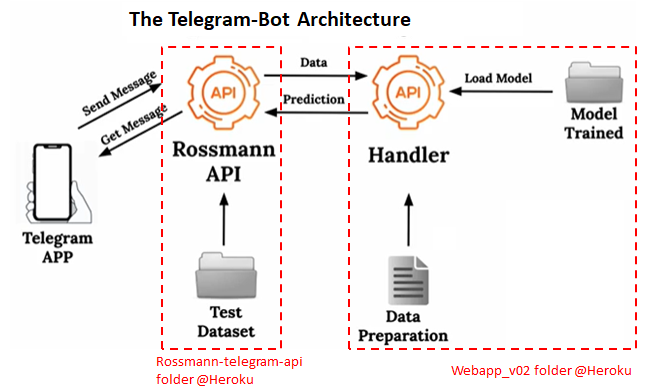 The Telegram-Bot Architecture
Send Message
Get Message
Telegram
APP
API
Rossmann
API
Test
Dataset
Data
Prediction
API
Handler
Data
Preparation
Load Model
Model
Trained
Rossmann-telegram-api
folder @Heroku
Webapp_v02 folder @Heroku